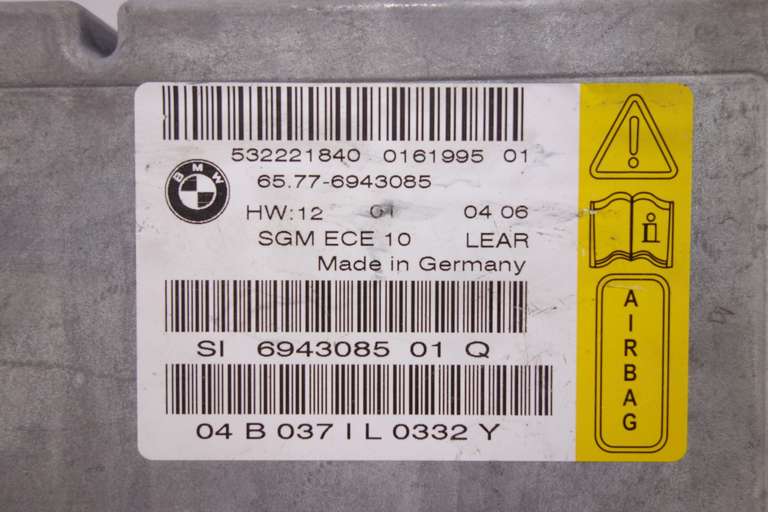 532221840 0161995 01
BMW
65.77-6943085
HW:12 01 04 06
SGM ECE 10 LEAR
Made in Germany
SI 6943085 01 Q
04 B 037 I L 0332 Y
i
AIRBAG